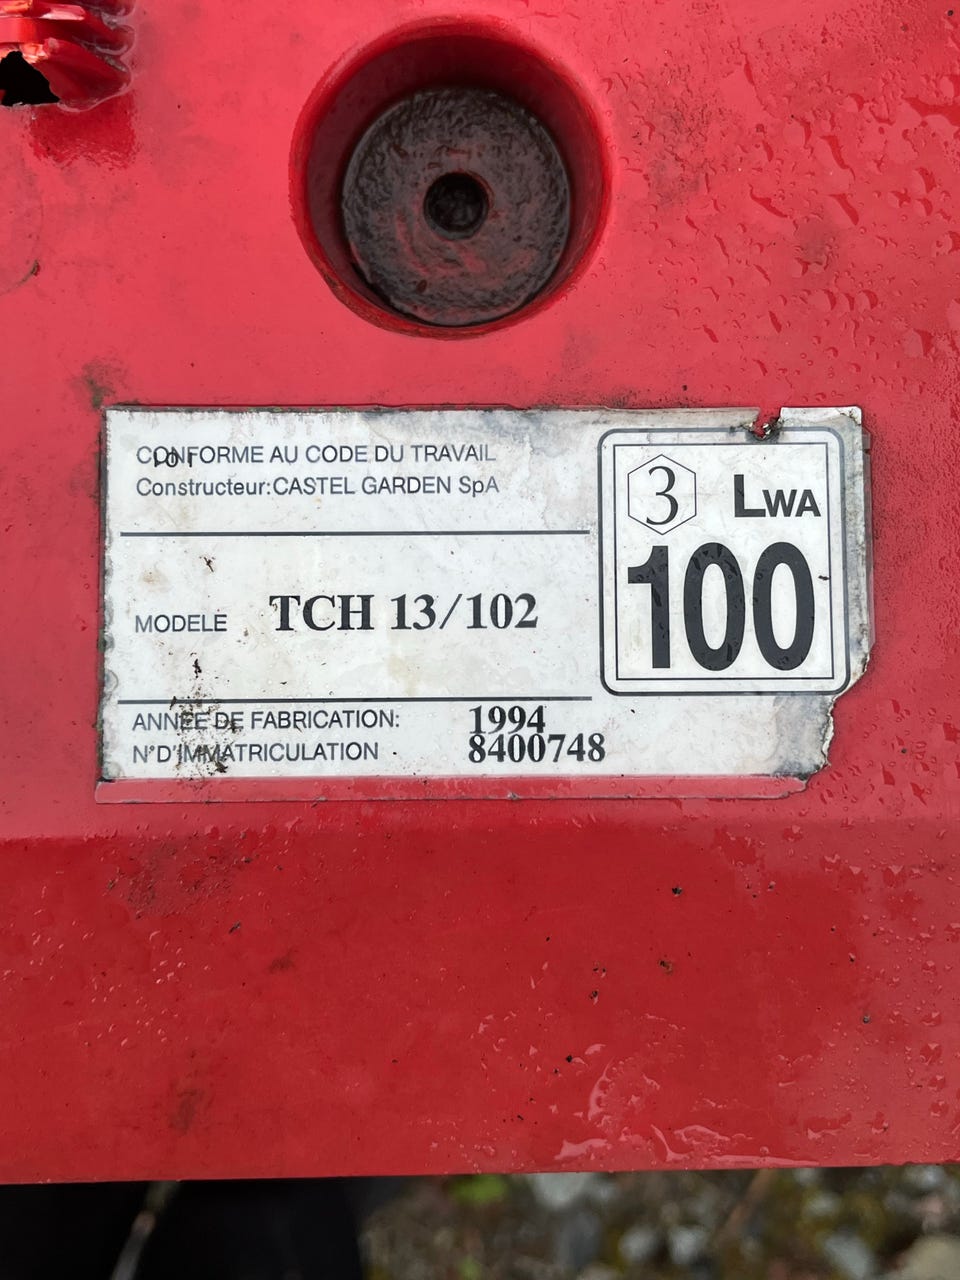 CONFORME AU CODE DU TRAVAIL
Constructeur:CASTEL GARDEN SpA
3 LWA
100
MODELE TCH 13/102
ANNEE DE FABRICATION: 1994
N°D'IMMATRICULATION 8400748